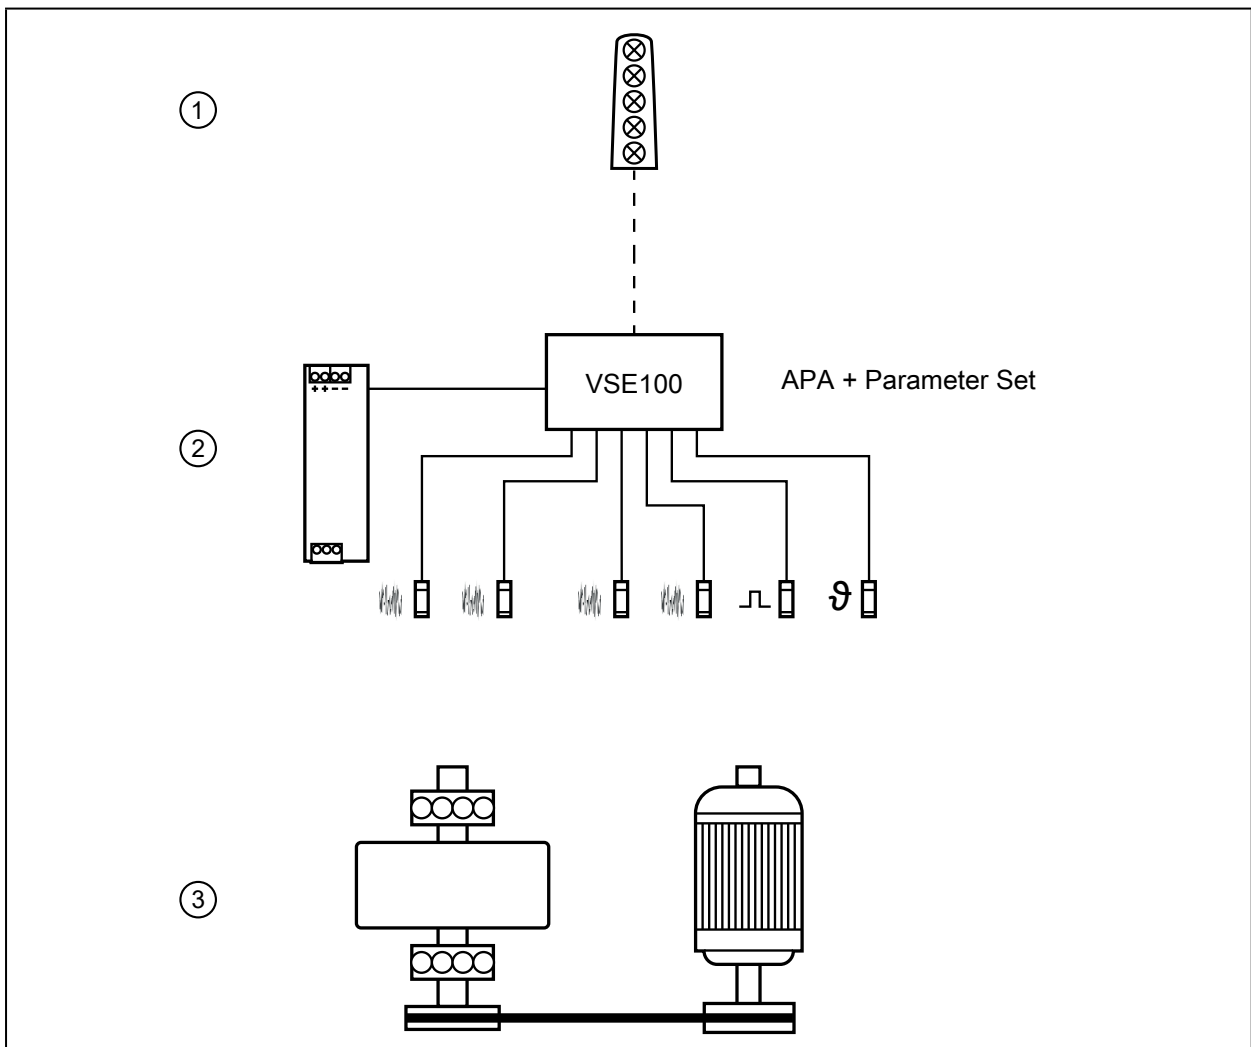 1
VSE100
APA + Parameter Set
+ + − −
2
ϑ
3